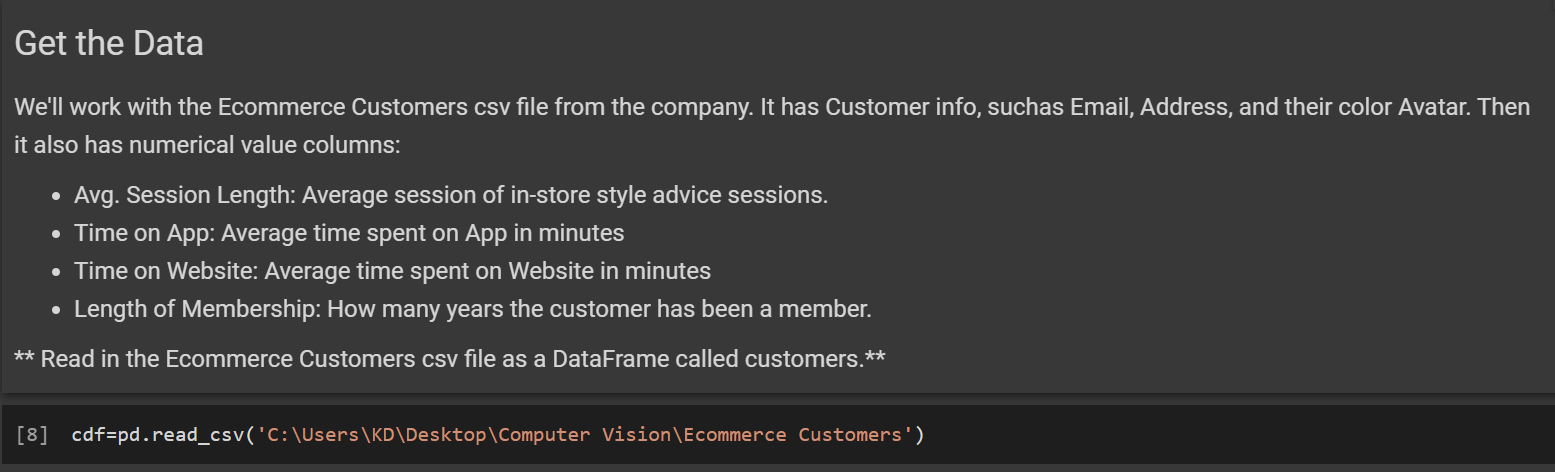 Get the Data
We'll work with the Ecommerce Customers csv file from the company. It has Customer info, suchas Email, Address, and their color Avatar. Then
it also has numerical value columns:
• Avg. Session Length: Average session of in-store style advice sessions.
• Time on App: Average time spent on App in minutes
• Time on Website: Average time spent on Website in minutes
• Length of Membership: How many years the customer has been a member.
** Read in the Ecommerce Customers csv file as a DataFrame called customers.**
[8] cdf=pd.read_csv('C:\Users\KD\Desktop\Computer Vision\Ecommerce Customers')